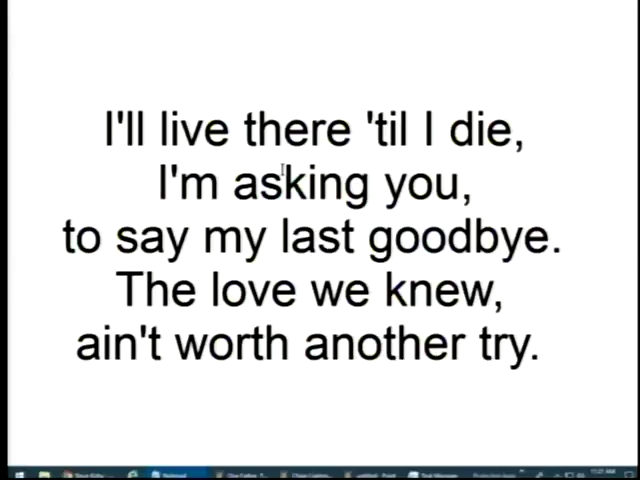 I'll live there 'til I die,
I'm asking you,
to say my last goodbye.
The love we knew,
ain't worth another try.